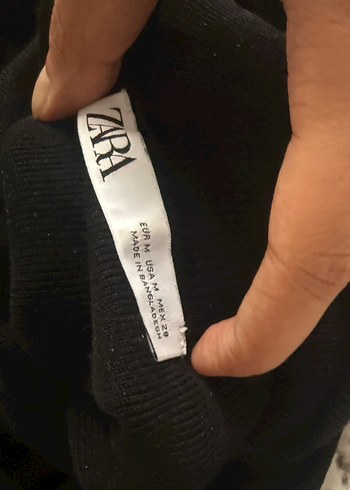 ZARA
EUR M USA M MEX 28
MADE IN BANGLADESH